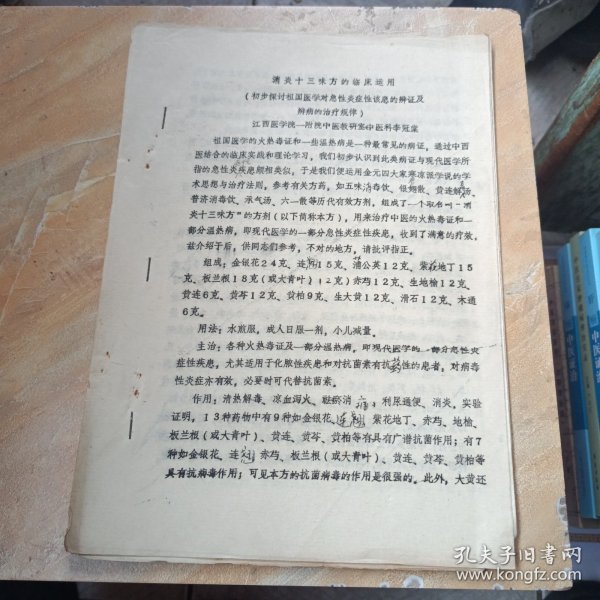 消炎十三味方的临床运用
(初步探讨祖国医学对急性炎症性该息的辨证及
辨病的治疗规律)
江西医学院一附院中医教研室中医科李冠案
祖国医学的火热毒证和一些温热病是一种最常见的病证,通过中西
医结合的临床实践和理论学习,我们初步认识到此类病证与现代医学所
指的急性炎疾患颇相类似,于是我们便运用金元四大家寒凉派学说的学
术思想与治疗法则,参考有关方药,如五味消毒饮、银翘散、黄连解汤
普济消毒饮、承气汤、六一散等历代有效方剂,组成了一个取名叫“消
炎十三味方”的方剂(以下简称本方),用来治疗中医的火热毒证和一
部分温热病,即现代医学的一部分急性炎症性疾患,收到了满意的疗效。
兹介绍于后,供同志们参考,不对的地方,请批评指正。
组成:金银花24克、连翘15克、蒲公英12克、紫花地丁15
克、板兰根18克(或大青叶12克)赤芍12克、生地榆12克、
黄连6克、黄芩12克、黄柏9克、生大黄12克、滑石12克、木通
6克。
用法:水煎服,成人日服一剂,小儿减量。
主治:各种火热毒证及一部分温热病,即现代医学的一部分急性炎
症性疾患,尤其适用于化脓性疾患和对抗菌素有抗药性的患者,对病毒
性炎症亦有效,必要时可代替抗菌素。
作用:清热解毒、凉血泻火、祛瘀消痈、利尿通便、消炎。实验
证明,13种药物中有9种如金银花、连翘、紫花地丁、赤芍、地榆、
板兰根(或大青叶)、黄连、黄芩、黄柏等有具有广谱抗菌作用;有7
种如金银花、连翘、赤芍、板兰根(或大青叶)、黄连、黄芩、黄柏等
具有抗病毒作用;可见本方的抗菌病毒的作用是很强的。此外,大黄还
孔夫子旧书网
www.kongfz.com